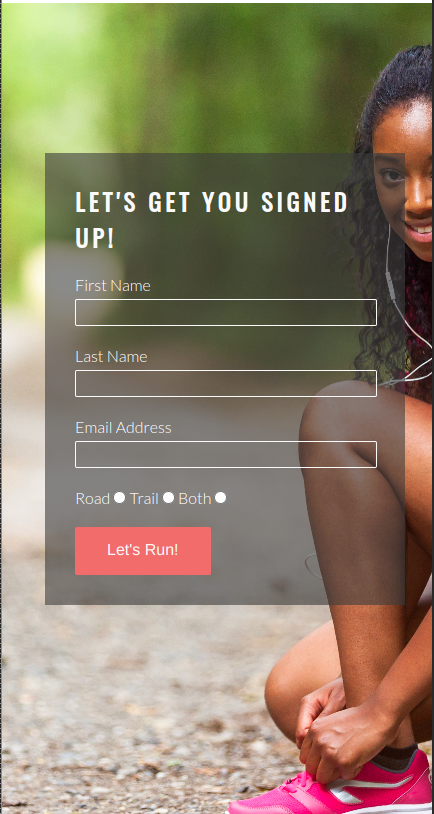 LET'S GET YOU SIGNED
UP!
First Name
Last Name
Email Address
Road Trail Both
Let's Run!